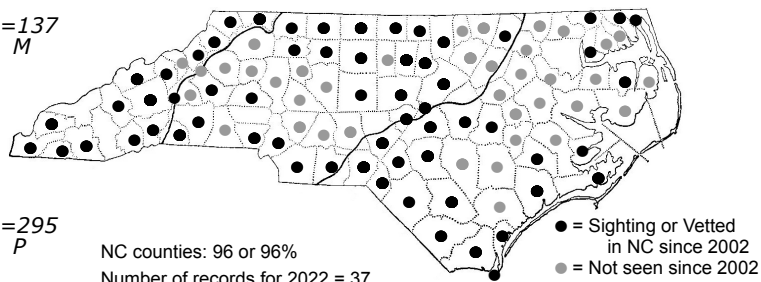 =137
M
=295
P
NC counties: 96 or 96%
Number of records for 2022 = 37
= Sighting or Vetted
in NC since 2002
= Not seen since 2002